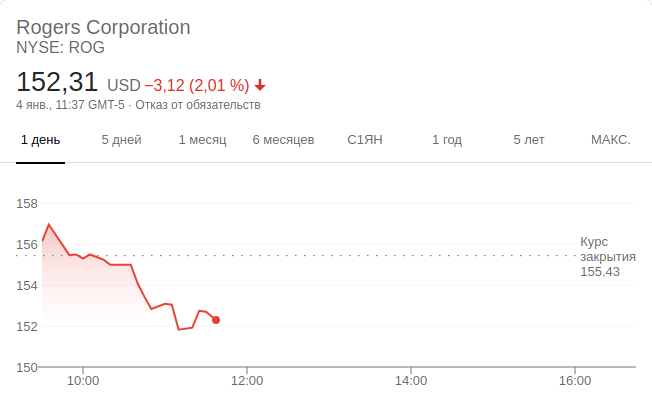 Rogers Corporation
NYSE: ROG
152,31 USD −3,12 (2,01 %)
4 янв., 11:37 GMT-5 · Отказ от обязательств
1 день 5 дней 1 месяц 6 месяцев С1ЯН 1 год 5 лет МАКС.
158
156
154
152
150
Курс
закрытия
155,43
10:00 12:00 14:00 16:00